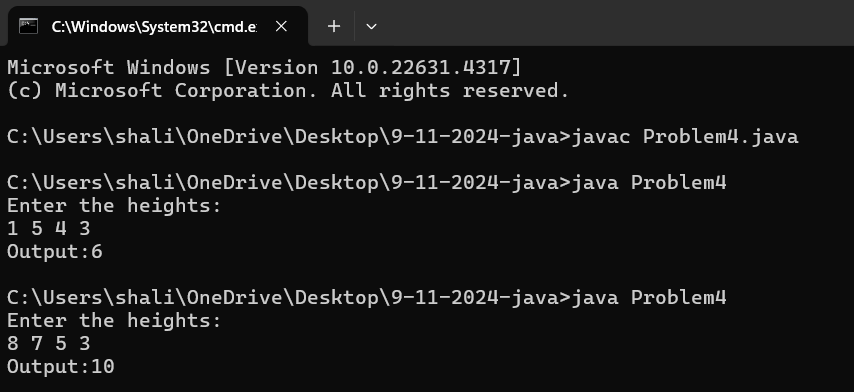 C:\Windows\System32\cmd.e
Microsoft Windows [Version 10.0.22631.4317]
(c) Microsoft Corporation. All rights reserved.
C:\Users\shali\OneDrive\Desktop\9-11-2024-java>javac Problem4.java
C:\Users\shali\OneDrive\Desktop\9-11-2024-java>java Problem4
Enter the heights:
1 5 4 3
Output:6
C:\Users\shali\OneDrive\Desktop\9-11-2024-java>java Problem4
Enter the heights:
8 7 5 3
Output:10